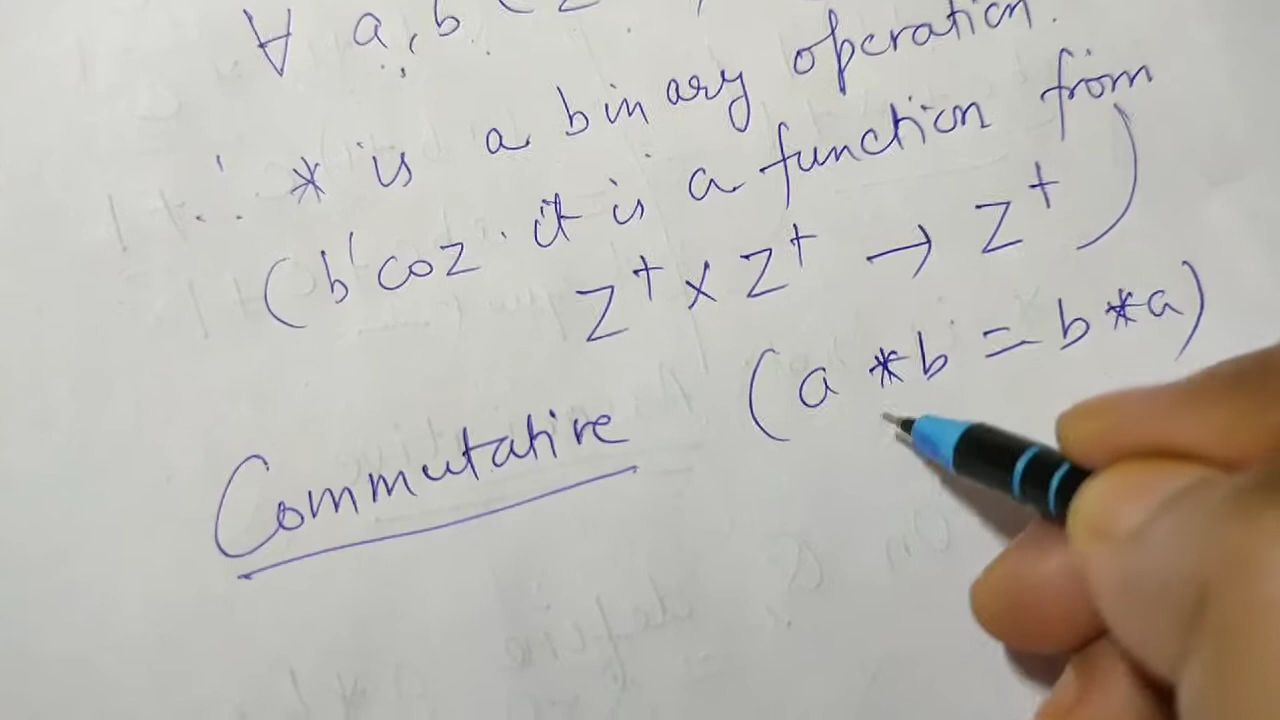 ∀ a, b
∴ * is a binary operation.
(b'coz. it is a function from
Z⁺ × Z⁺ → Z⁺)
Commutative (a * b = b * a)